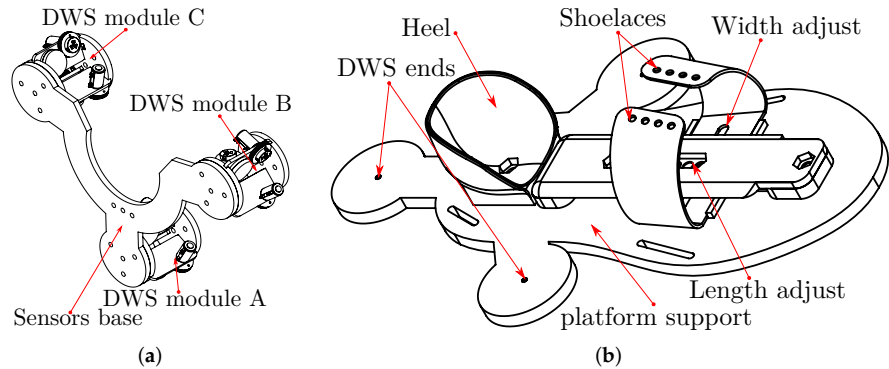 DWS module C
DWS module B
DWS module A
Sensors base
(a)
Heel
Shoelaces
Width adjust
DWS ends
Length adjust
platform support
(b)